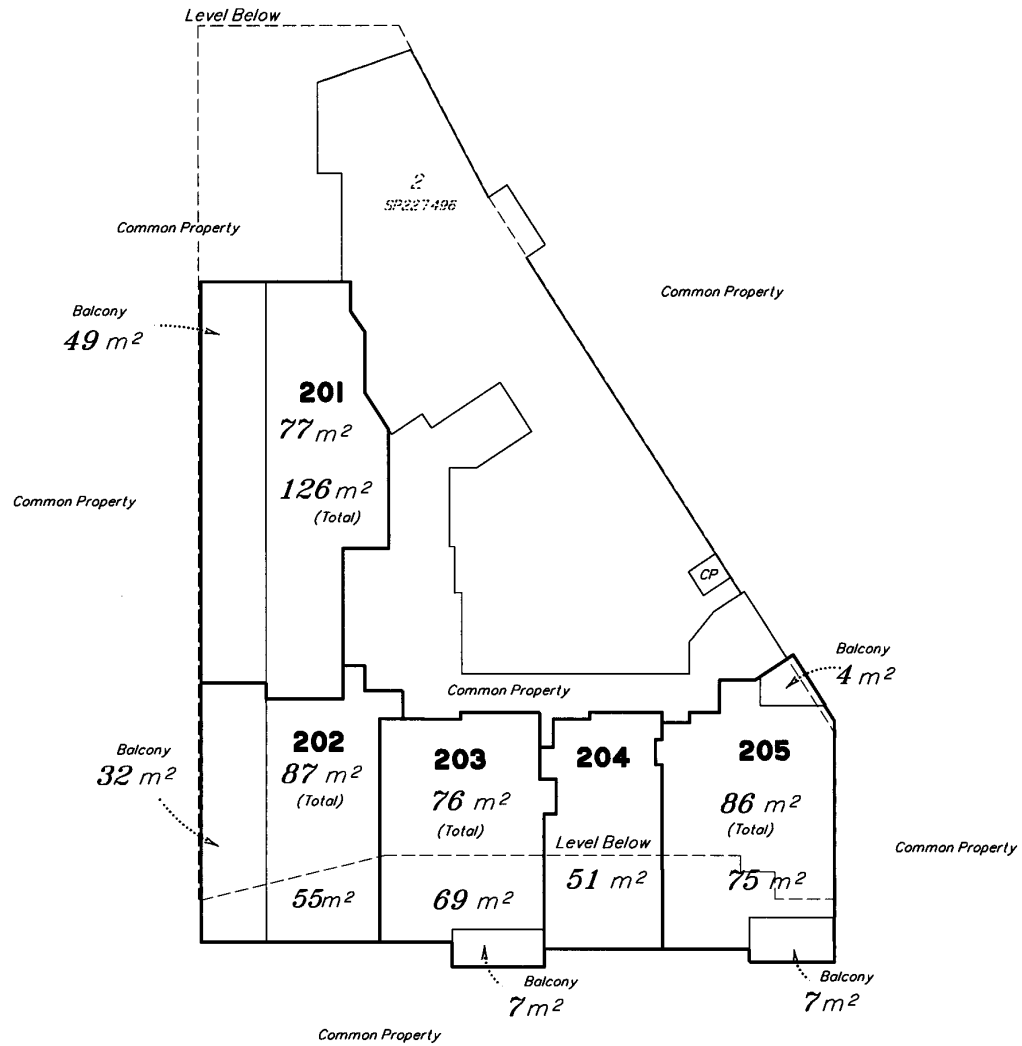 Level Below
2
SP227496
Common Property
Common Property
Balcony
49 m²
201
77 m²
126 m²
(Total)
Common Property
CP
Balcony
4 m²
Common Property
202
87 m²
(Total)
55 m²
Balcony
32 m²
203
76 m²
(Total)
69 m²
204
Level Below
51 m²
205
86 m²
(Total)
75 m²
Common Property
Balcony
7 m²
Balcony
7 m²
Common Property